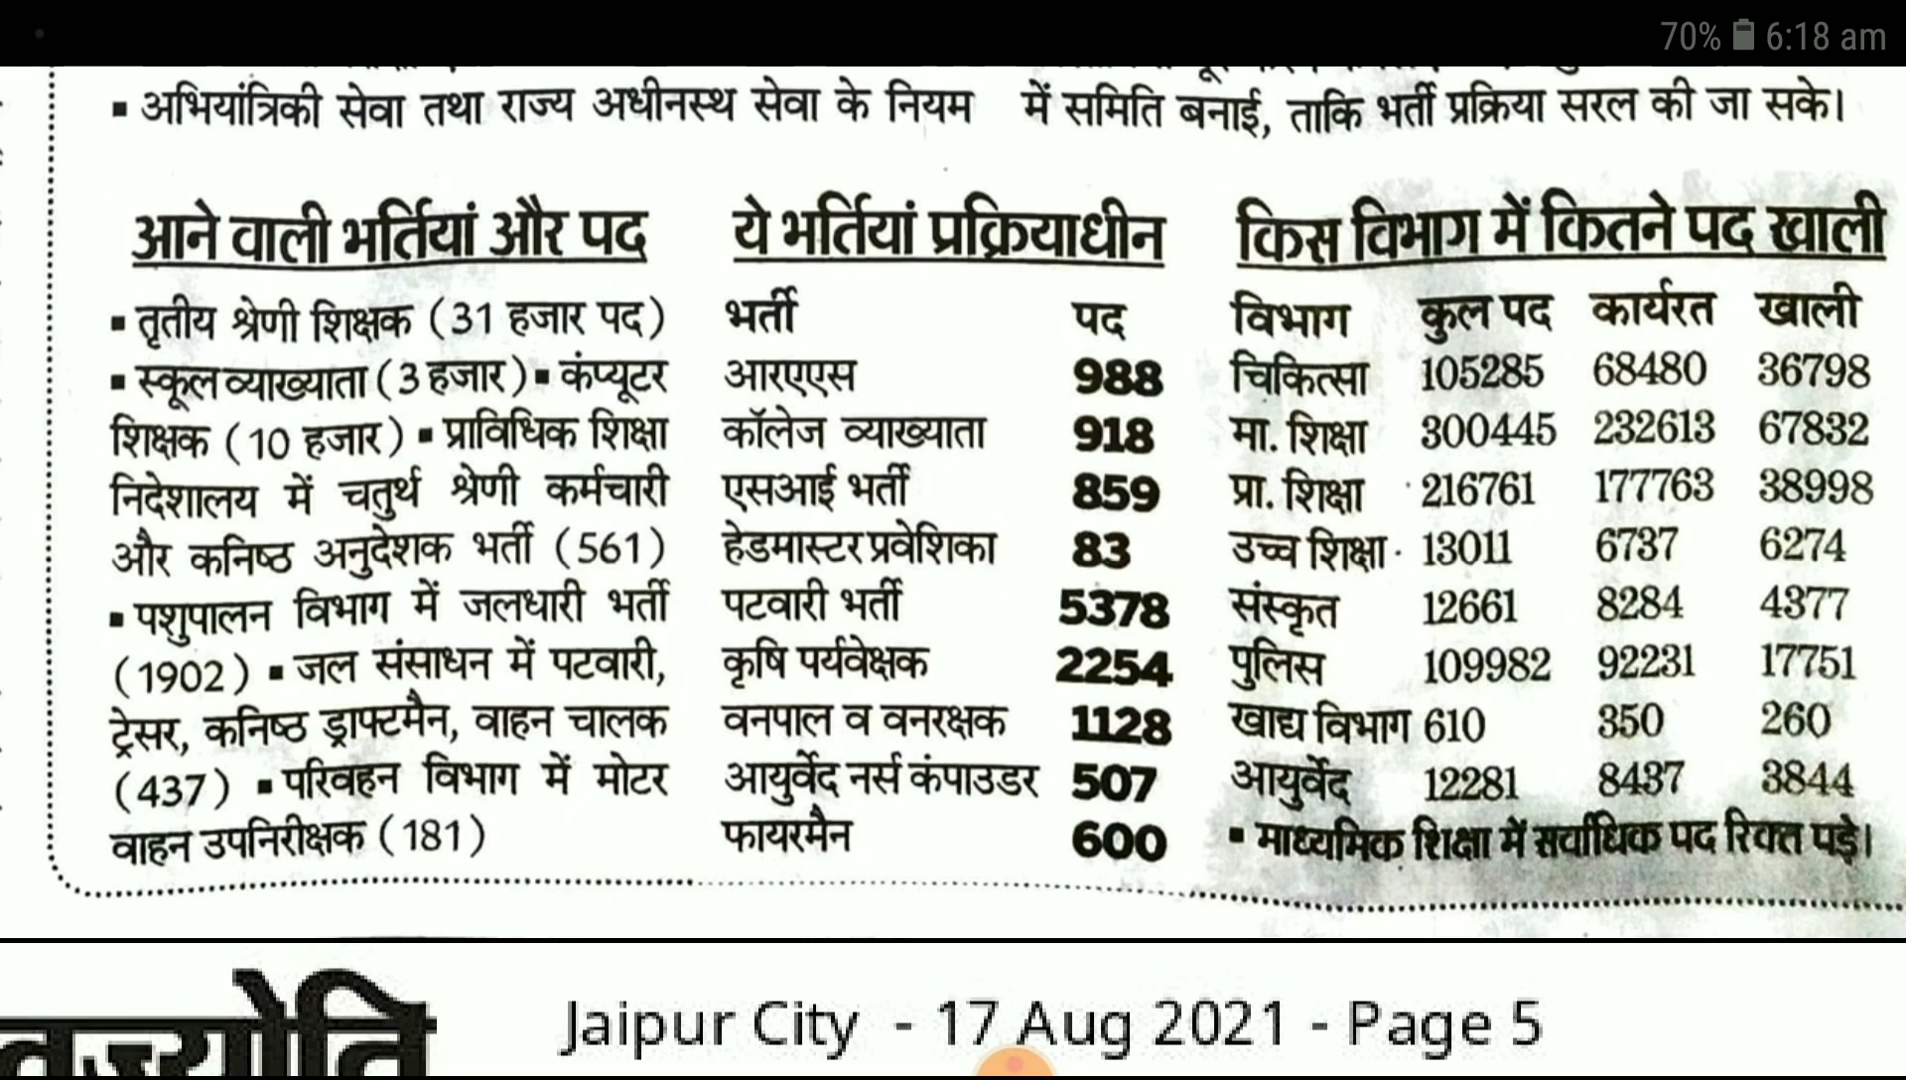 70% 6:18 am
▪ अभियांत्रिकी सेवा तथा राज्य अधीनस्थ सेवा के नियम
में समिति बनाई, ताकि भर्ती प्रक्रिया सरल की जा सके।
आने वाली भर्तियां और पद
▪ तृतीय श्रेणी शिक्षक (31 हजार पद)
▪ स्कूल व्याख्याता (3 हजार) ▪ कंप्यूटर
शिक्षक (10 हजार) ▪ प्राविधिक शिक्षा
निदेशालय में चतुर्थ श्रेणी कर्मचारी
और कनिष्ठ अनुदेशक भर्ती (561)
▪ पशुपालन विभाग में जलधारी भर्ती
(1902) ▪ जल संसाधन में पटवारी,
ट्रेसर, कनिष्ठ ड्राफ्टमैन, वाहन चालक
(437) ▪ परिवहन विभाग में मोटर
वाहन उपनिरीक्षक (181)
ये भर्तियां प्रक्रियाधीन
भर्ती पद
आरएएस 988
कॉलेज व्याख्याता 918
एसआई भर्ती 859
हेडमास्टर प्रवेशिका 83
पटवारी भर्ती 5378
कृषि पर्यवेक्षक 2254
वनपाल व वनरक्षक 1128
आयुर्वेद नर्स कंपाउडर 507
फायरमैन 600
किस विभाग में कितने पद खाली
विभाग कुल पद कार्यरत खाली
चिकित्सा 105285 68480 36798
मा. शिक्षा 300445 232613 67832
प्रा. शिक्षा 216761 177763 38998
उच्च शिक्षा 13011 6737 6274
संस्कृत 12661 8284 4377
पुलिस 109982 92231 17751
खाद्य विभाग 610 350 260
आयुर्वेद 12281 8437 3844
▪ माध्यमिक शिक्षा में सर्वाधिक पद रिक्त पड़े।
Jaipur City - 17 Aug 2021 - Page 5